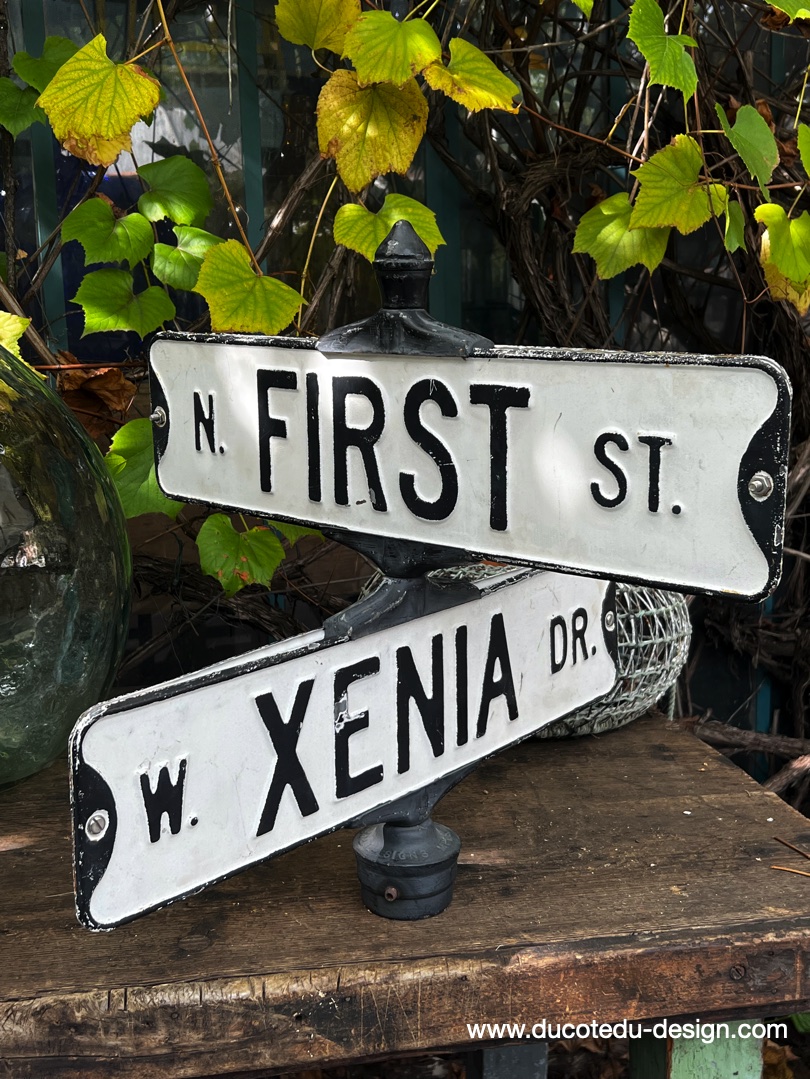 N. FIRST ST.
W. XENIA DR.
www.ducotedu-design.com